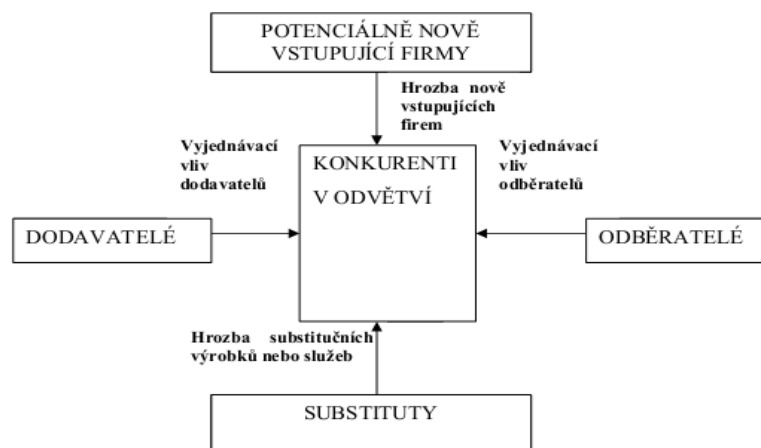 POTENCIÁLNĚ NOVĚ
VSTUPUJÍCÍ FIRMY
Hrozba nově
vstupujících
firem
Vyjednávací
vliv
dodavatelů
KONKURENTI
V ODVĚTVÍ
Vyjednávací
vliv
odběratelů
DODAVATELÉ
ODBĚRATELÉ
Hrozba substitučních
výrobků nebo služeb
SUBSTITUTY